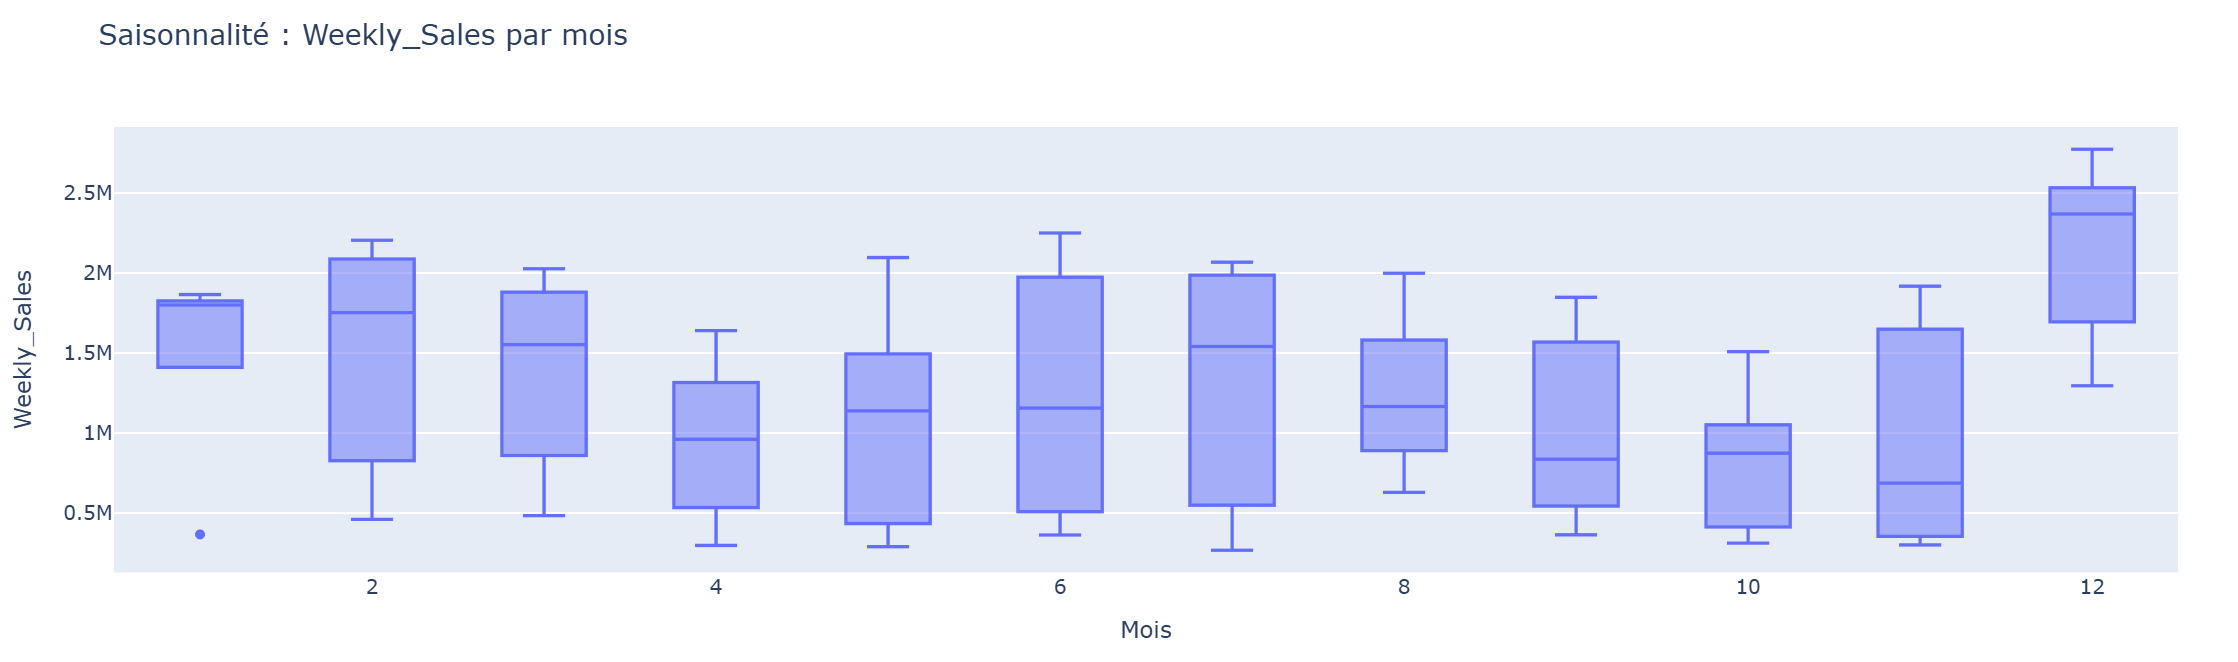 Saisonnalité : Weekly_Sales par mois
Weekly_Sales
2.5M
2M
1.5M
1M
0.5M
2
4
6
8
10
12
Mois